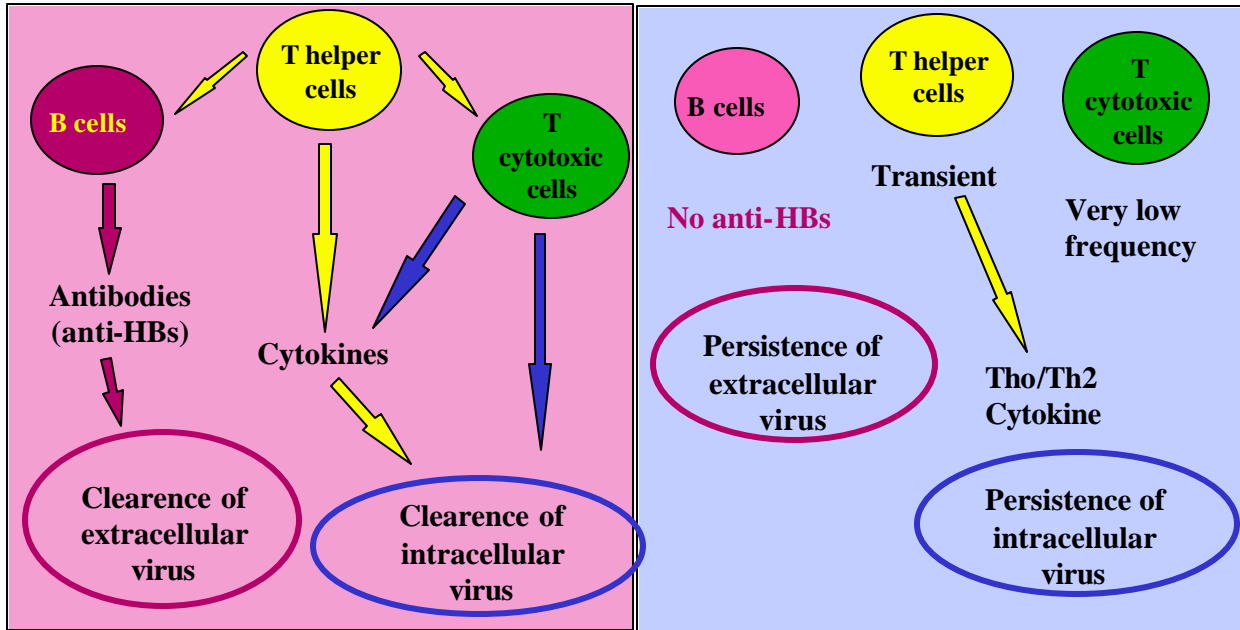 T helper
cells
B cells
T
cytotoxic
cells
Antibodies
(anti-HBs)
Cytokines
Clearence of
extracellular
virus
Clearence of
intracellular
virus
B cells
T helper
cells
T
cytotoxic
cells
No anti-HBs
Transient
Very low
frequency
Persistence of
extracellular
virus
Tho/Th2
Cytokine
Persistence of
intracellular
virus